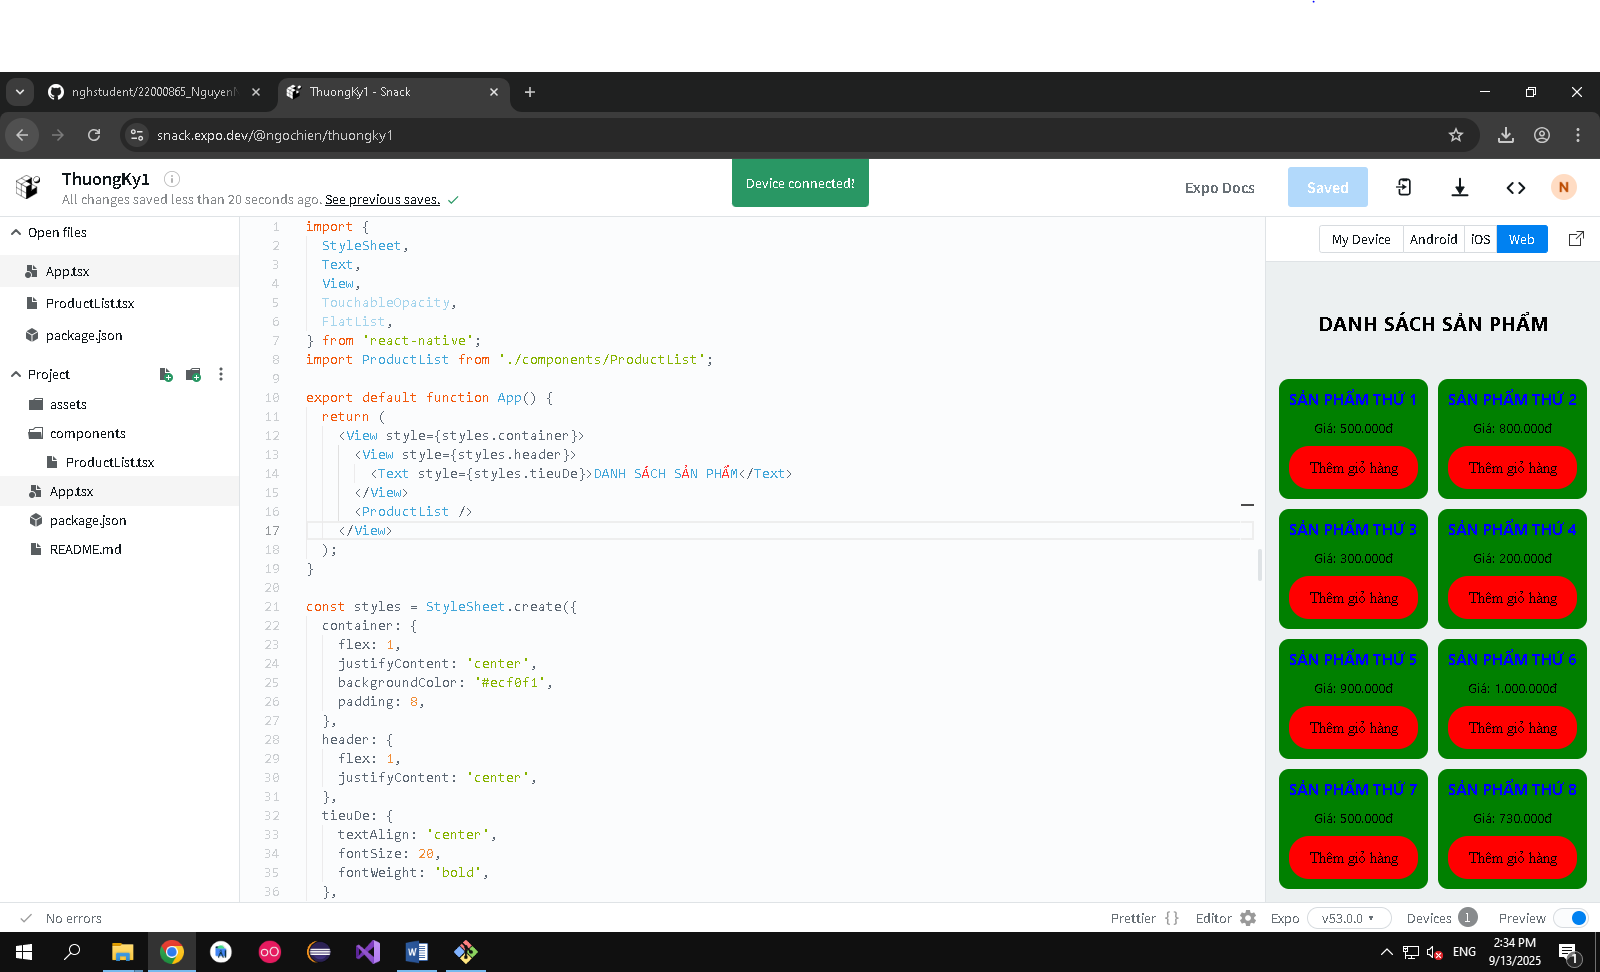 nghstudent/22000865_NguyenN
ThuongKy1 - Snack
snack.expo.dev/@ngochien/thuongky1
ThuongKy1
All changes saved less than 20 seconds ago. See previous saves.
Device connected!
Expo Docs
Saved
N
Open files
App.tsx
ProductList.tsx
package.json
Project
assets
components
ProductList.tsx
App.tsx
package.json
README.md
1 import {
2 StyleSheet,
3 Text,
4 View,
5 TouchableOpacity,
6 FlatList,
7 } from 'react-native';
8 import ProductList from './components/ProductList';
9
10 export default function App() {
11 return (
12 <View style={styles.container}>
13 <View style={styles.header}>
14 <Text style={styles.tieuDe}>DANH SÁCH SẢN PHẨM</Text>
15 </View>
16 <ProductList />
17 </View>
18 );
19 }
20
21 const styles = StyleSheet.create({
22 container: {
23 flex: 1,
24 justifyContent: 'center',
25 backgroundColor: '#ecf0f1',
26 padding: 8,
27 },
28 header: {
29 flex: 1,
30 justifyContent: 'center',
31 },
32 tieuDe: {
33 textAlign: 'center',
34 fontSize: 20,
35 fontWeight: 'bold',
36 },
My Device Android iOS Web
DANH SÁCH SẢN PHẨM
SẢN PHẨM THỨ 1
Giá: 500.000đ
Thêm giỏ hàng
SẢN PHẨM THỨ 2
Giá: 800.000đ
Thêm giỏ hàng
SẢN PHẨM THỨ 3
Giá: 300.000đ
Thêm giỏ hàng
SẢN PHẨM THỨ 4
Giá: 200.000đ
Thêm giỏ hàng
SẢN PHẨM THỨ 5
Giá: 900.000đ
Thêm giỏ hàng
SẢN PHẨM THỨ 6
Giá: 1.000.000đ
Thêm giỏ hàng
SẢN PHẨM THỨ 7
Giá: 500.000đ
Thêm giỏ hàng
SẢN PHẨM THỨ 8
Giá: 730.000đ
Thêm giỏ hàng
No errors
Prettier { } Editor Expo v53.0.0 Devices 1 Preview
ENG
2:34 PM
9/13/2025
1